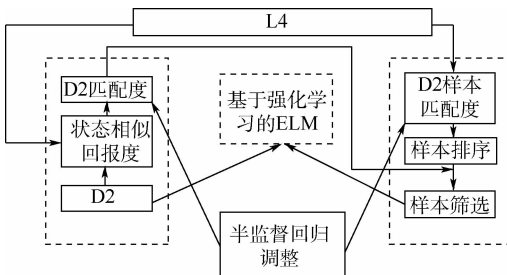 L4
D2匹配度
状态相似
回报度
D2
基于强化学
习的ELM
半监督回归
调整
D2样本
匹配度
样本排序
样本筛选